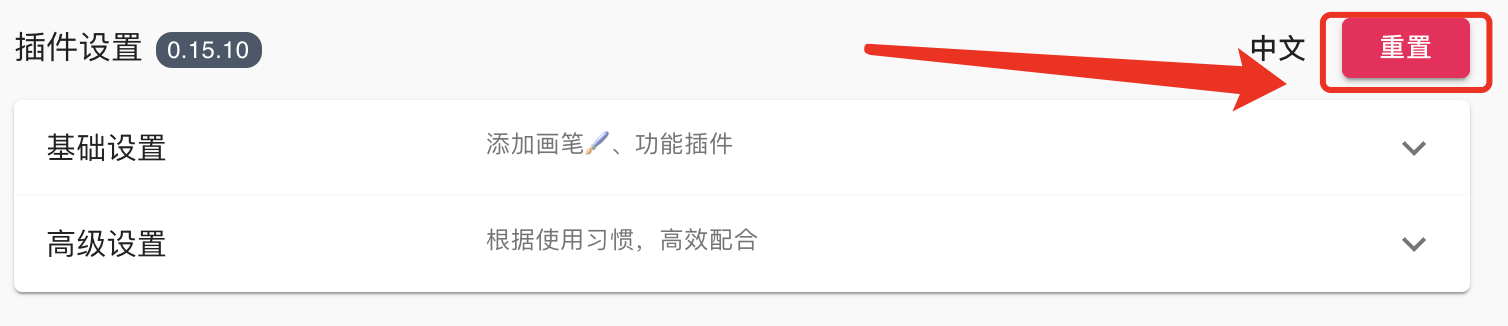 插件设置 0.15.10 中文 重置
基础设置 添加画笔🖌️、功能插件
高级设置 根据使用习惯，高效配合